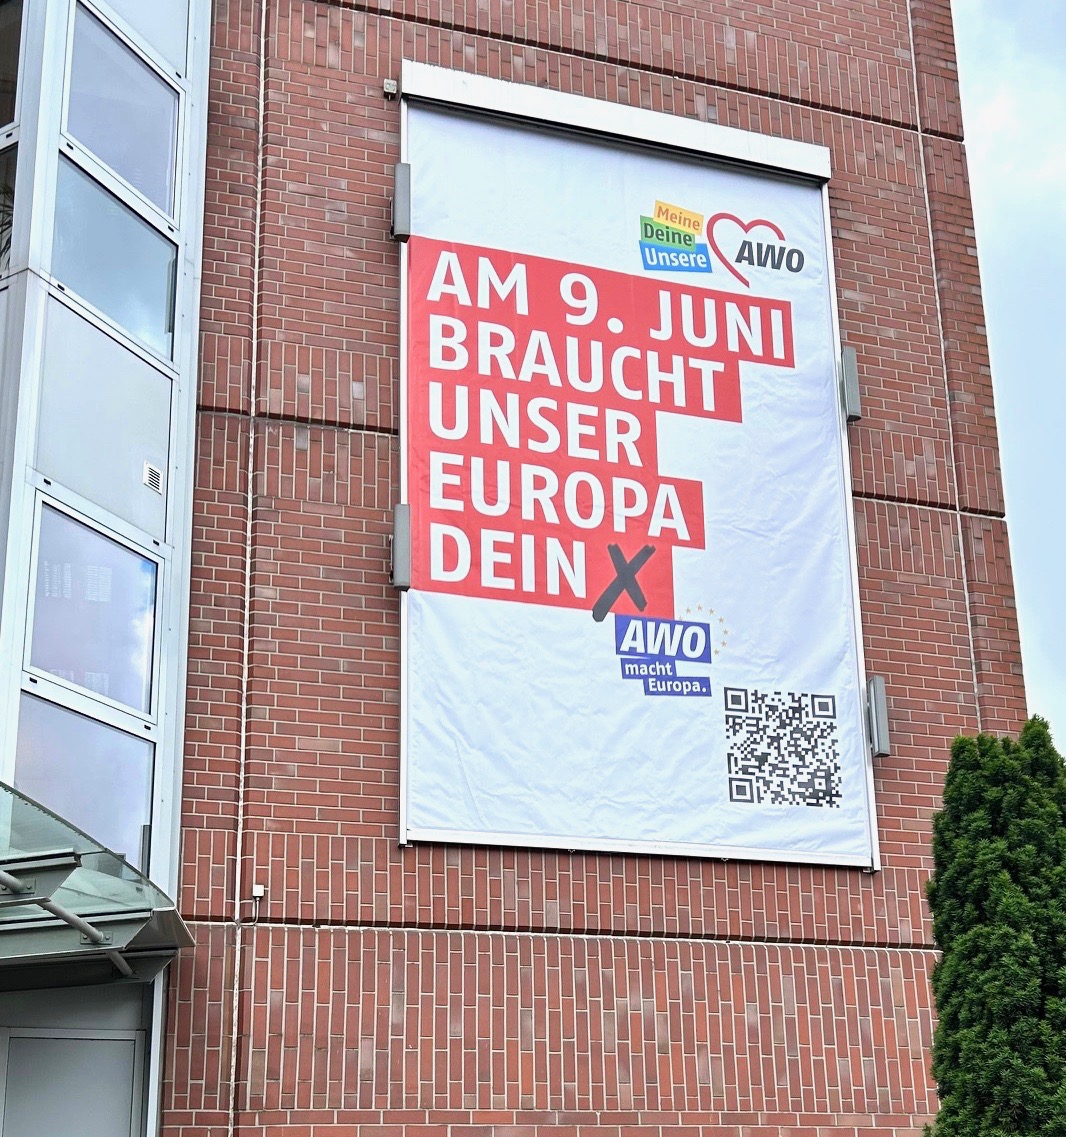 Meine
Deine
Unsere
AWO
AM 9. JUNI
BRAUCHT
UNSER
EUROPA
DEIN X
AWO
macht
Europa.